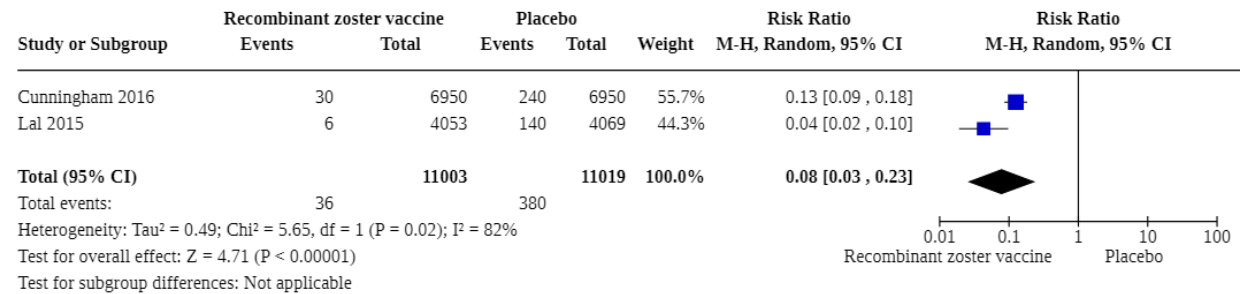 Recombinant zoster vaccine Placebo Risk Ratio Risk Ratio
Study or Subgroup Events Total Events Total Weight M-H, Random, 95% CI M-H, Random, 95% CI
Cunningham 2016 30 6950 240 6950 55.7% 0.13 [0.09 , 0.18]
Lal 2015 6 4053 140 4069 44.3% 0.04 [0.02 , 0.10]
Total (95% CI) 11003 11019 100.0% 0.08 [0.03 , 0.23]
Total events: 36 380
Heterogeneity: Tau² = 0.49; Chi² = 5.65, df = 1 (P = 0.02); I² = 82%
0.01 0.1 1 10 100
Test for overall effect: Z = 4.71 (P < 0.00001)
Recombinant zoster vaccine Placebo
Test for subgroup differences: Not applicable